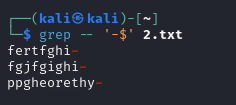 ┌──(kali㉿kali)-[~]
└─$ grep -- '-$' 2.txt
fertfghi-
fgjfgighi-
ppgheorethy-